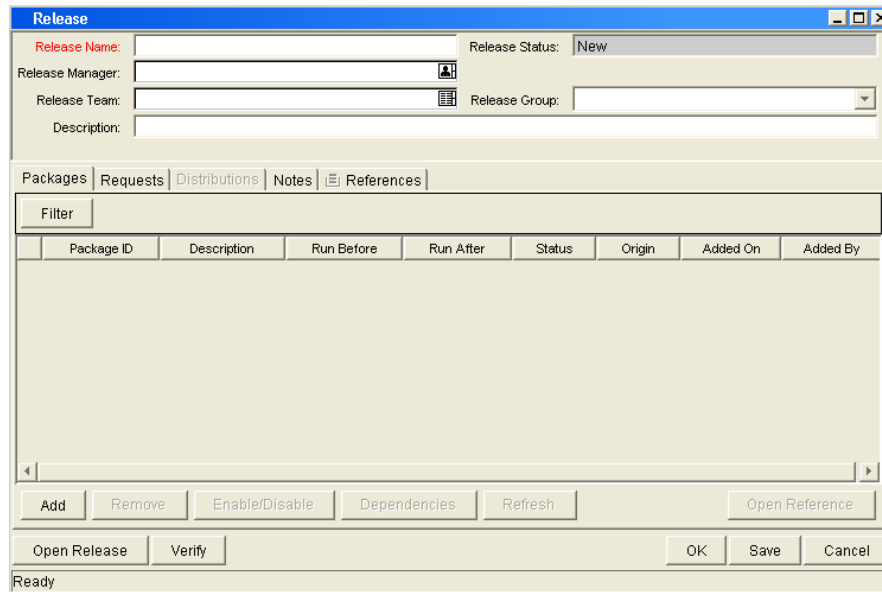 Release
Release Name:
Release Status: New
Release Manager:
Release Team:
Release Group:
Description:
Packages Requests Distributions Notes References
Filter
Package ID Description Run Before Run After Status Origin Added On Added By
Add Remove Enable/Disable Dependencies Refresh Open Reference
Open Release Verify OK Save Cancel
Ready